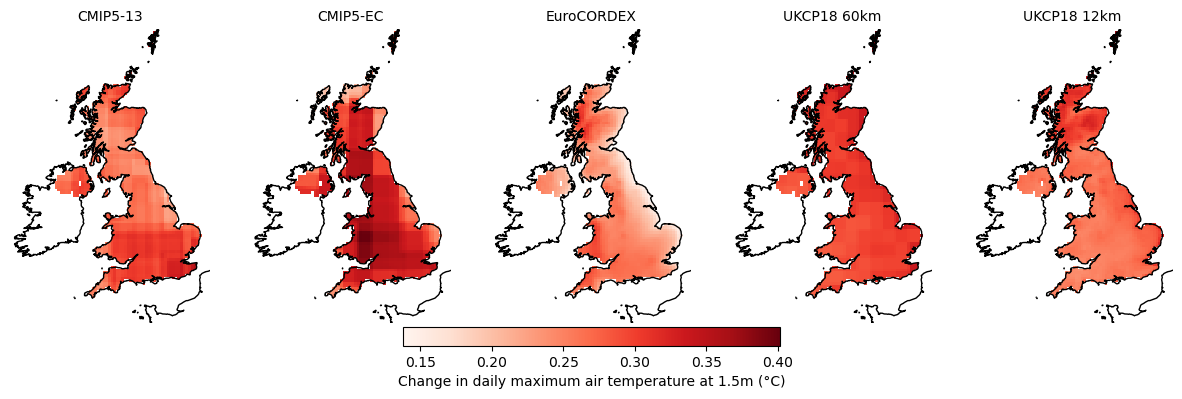 CMIP5-13
CMIP5-EC
EuroCORDEX
UKCP18 60km
UKCP18 12km
0.15 0.20 0.25 0.30 0.35 0.40
Change in daily maximum air temperature at 1.5m (°C)